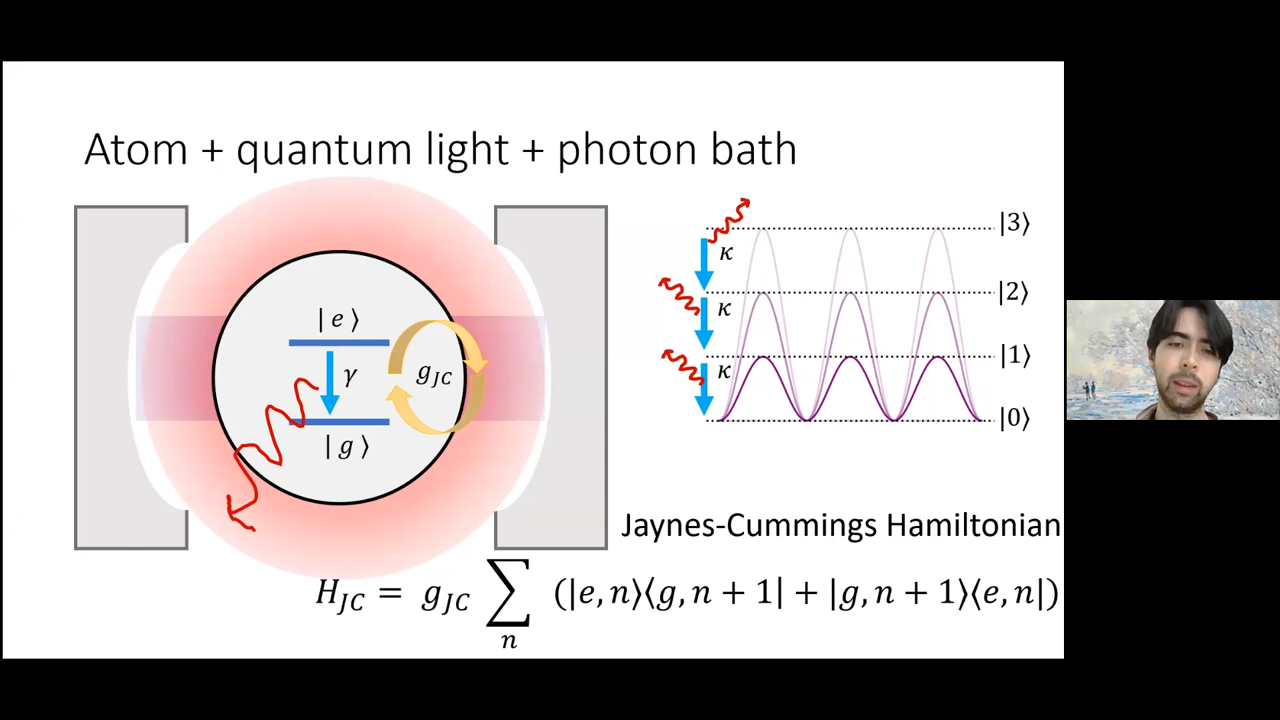 Atom + quantum light + photon bath
|e⟩
γ
g_JC
|g⟩
|3⟩
κ
|2⟩
κ
|1⟩
κ
|0⟩
Jaynes-Cummings Hamiltonian
H_JC = g_JC ∑_n (|e, n⟩⟨g, n + 1| + |g, n + 1⟩⟨e, n|)